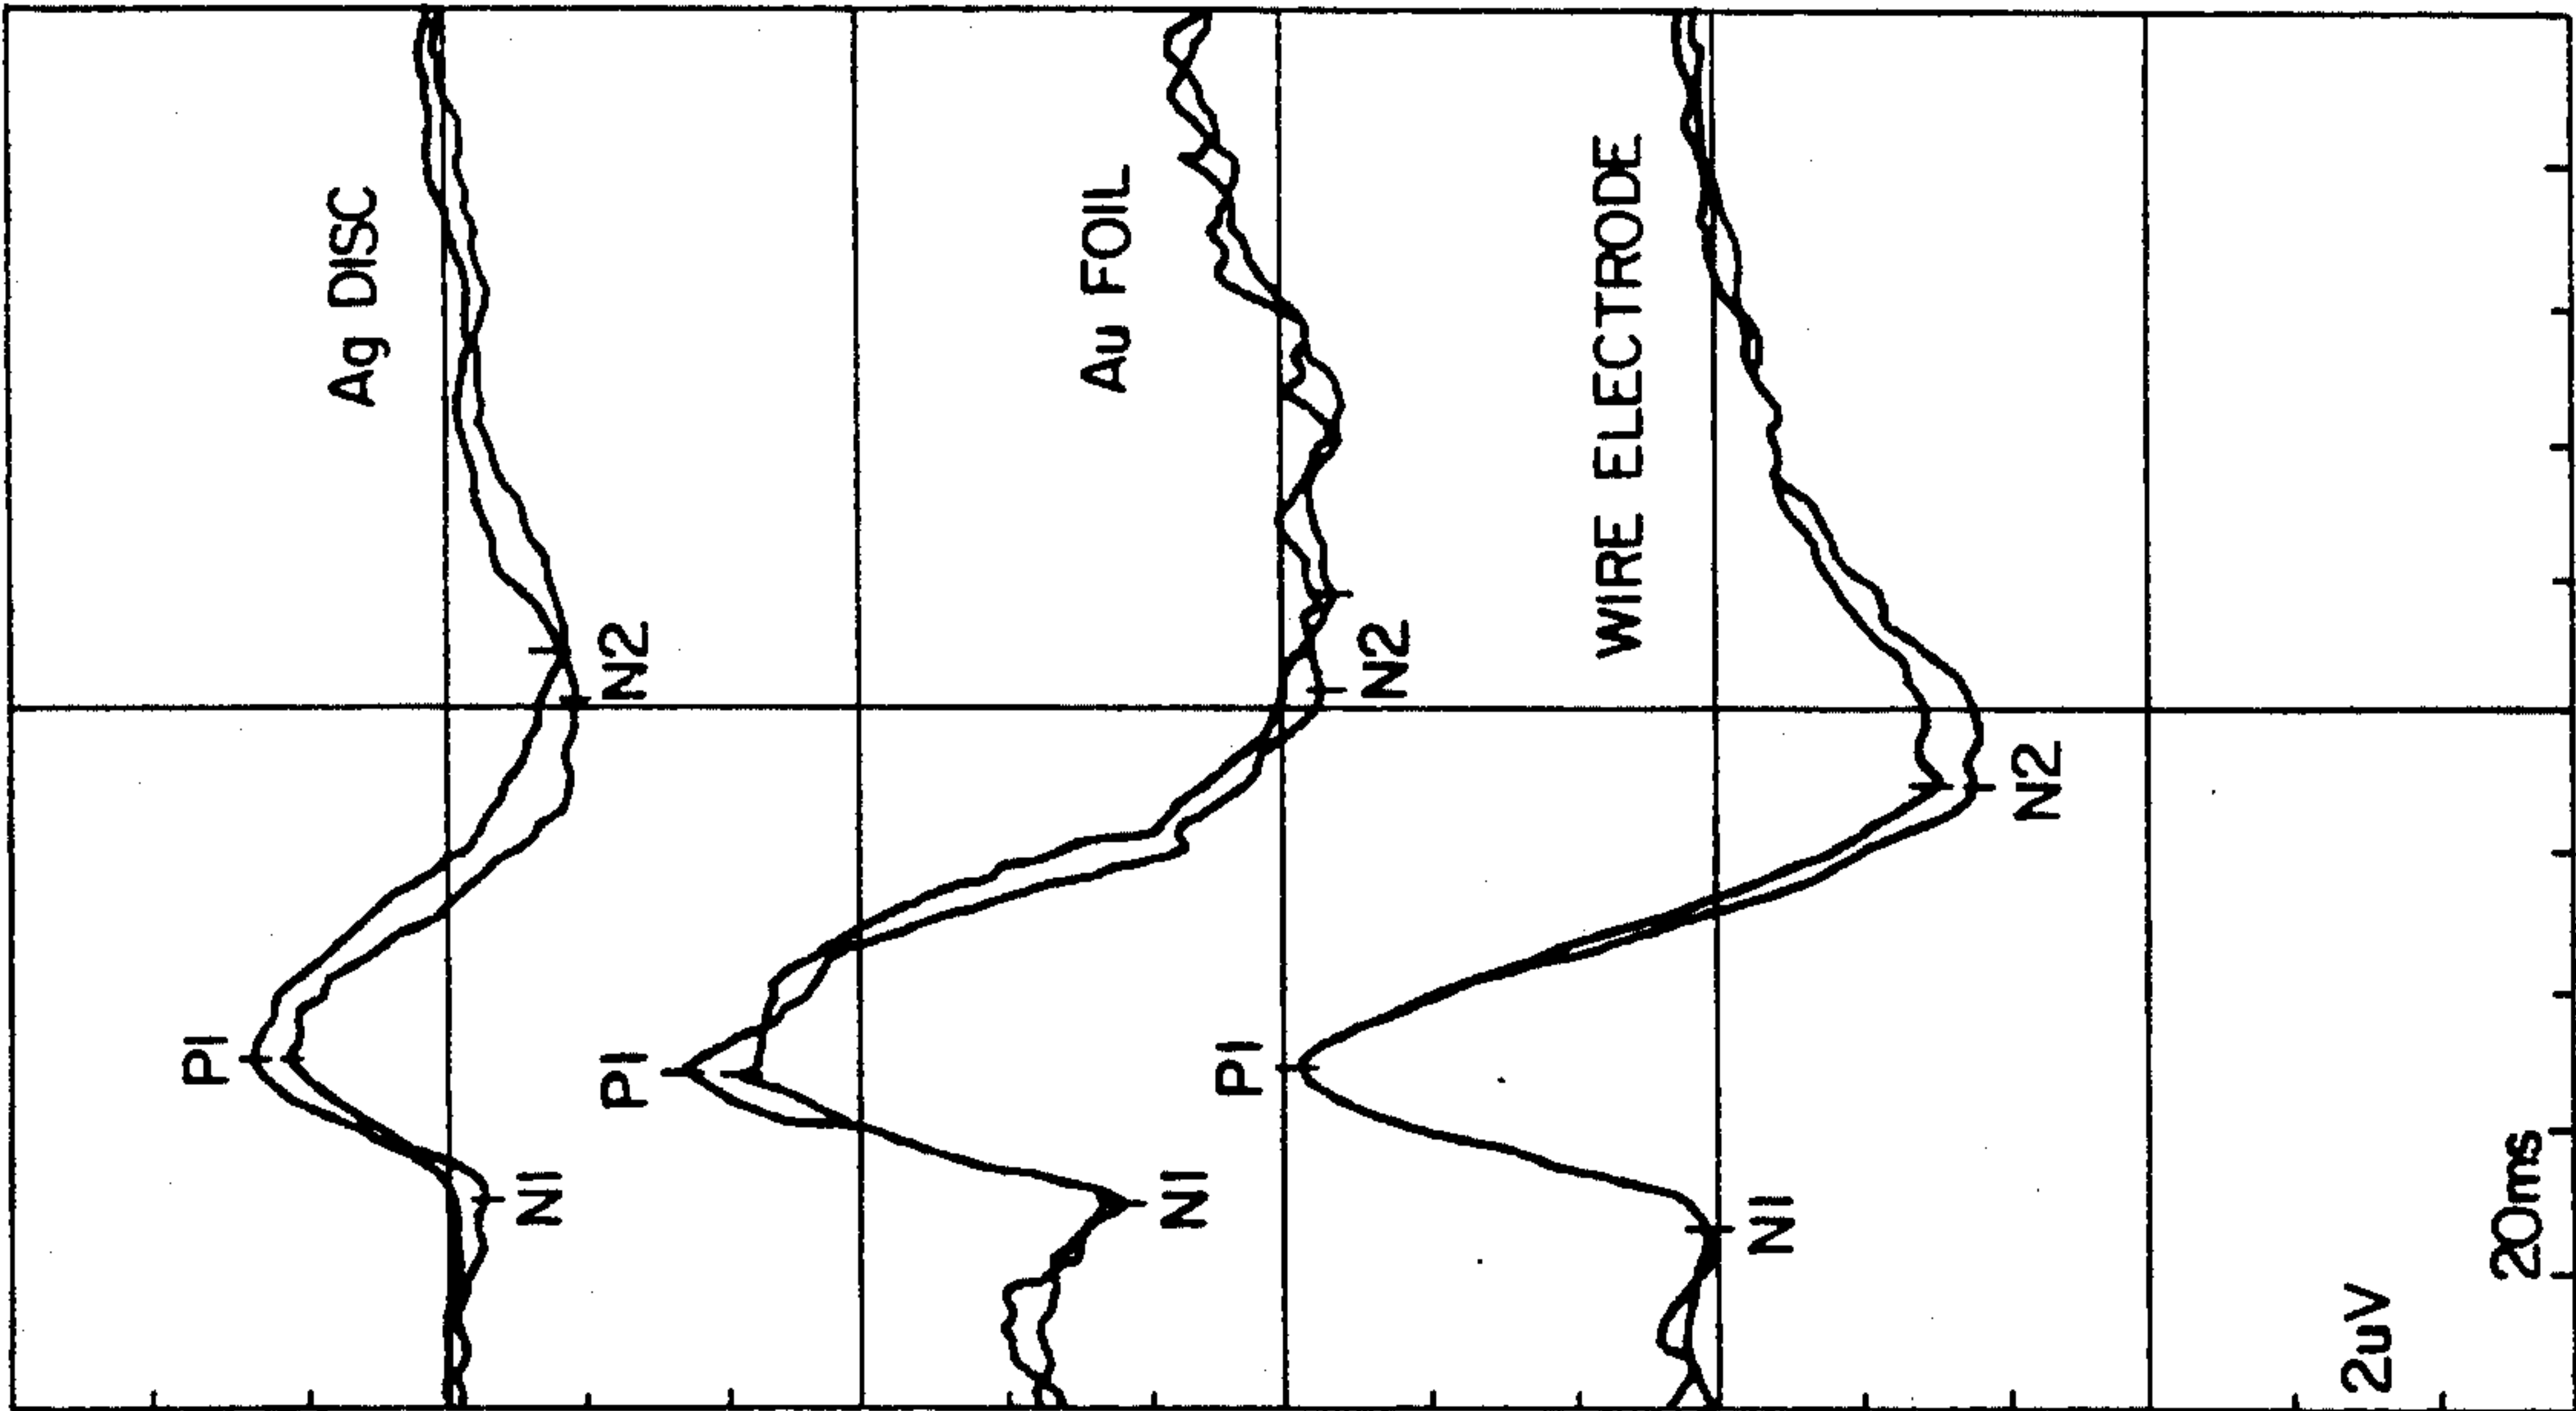 Ag DISC
P1
N1
N2
Au FOIL
P1
N1
N2
WIRE ELECTRODE
P1
N1
N2
2uV
20ms